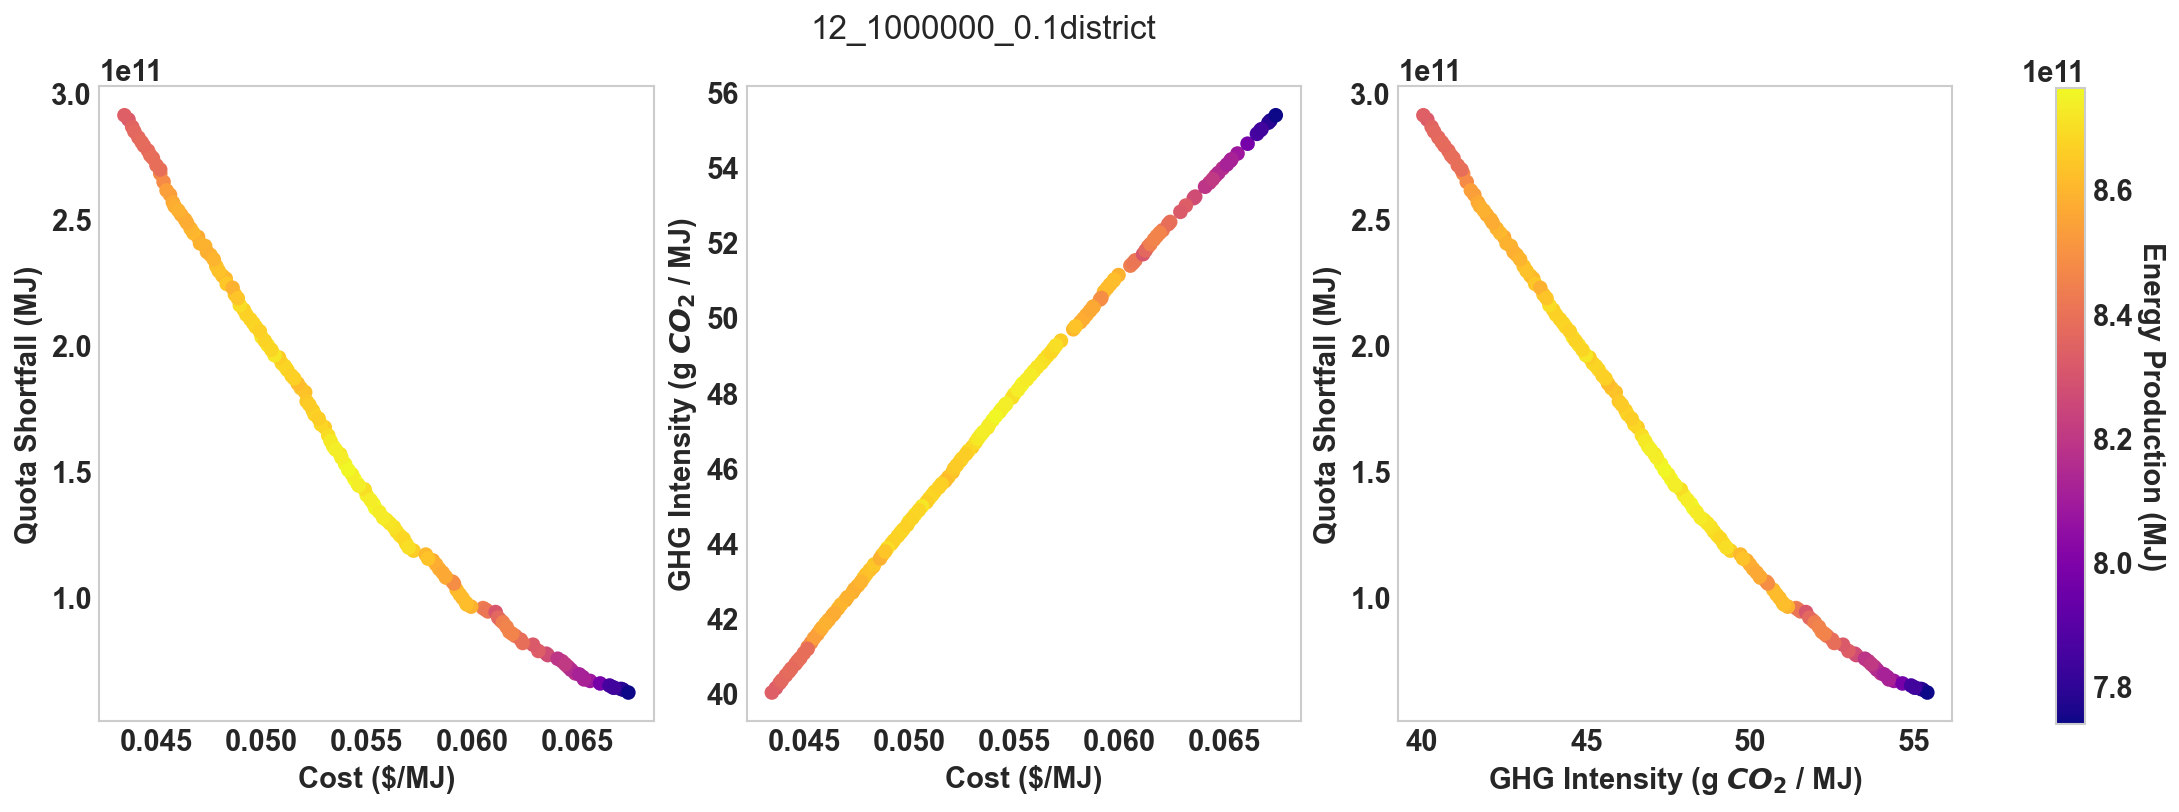 12_1000000_0.1district
1e11
3.0
2.5
2.0
1.5
1.0
Quota Shortfall (MJ)
0.045 0.050 0.055 0.060 0.065
Cost ($/MJ)
56
54
52
50
48
46
44
42
40
GHG Intensity (g CO₂ / MJ)
0.045 0.050 0.055 0.060 0.065
Cost ($/MJ)
1e11
3.0
2.5
2.0
1.5
1.0
Quota Shortfall (MJ)
40 45 50 55
GHG Intensity (g CO₂ / MJ)
1e11
8.6
8.4
8.2
8.0
7.8
Energy Production (MJ)